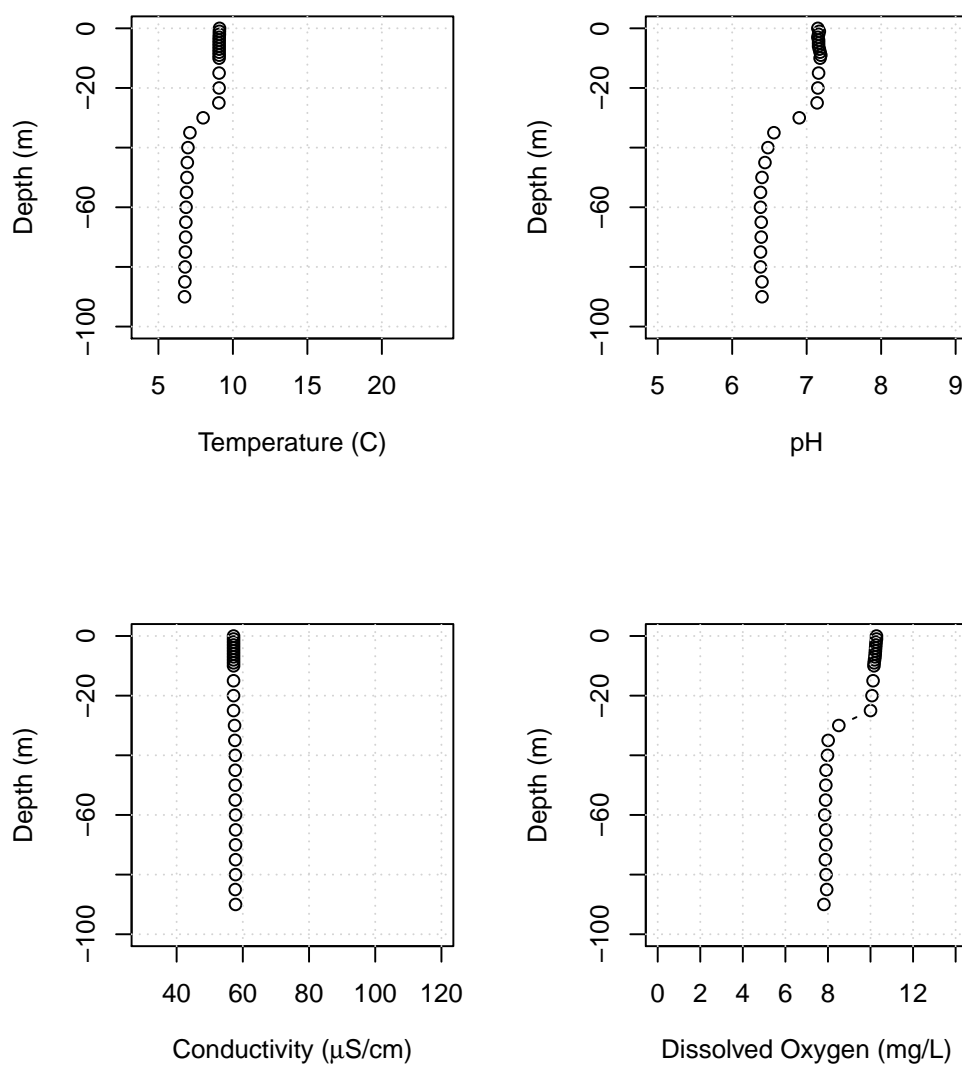 0
−20
−60
−100
Depth (m)
5 10 15 20
Temperature (C)
0
−20
−60
−100
Depth (m)
5 6 7 8 9
pH
0
−20
−60
−100
Depth (m)
40 60 80 100 120
Conductivity (μS/cm)
0
−20
−60
−100
Depth (m)
0 2 4 6 8 12
Dissolved Oxygen (mg/L)